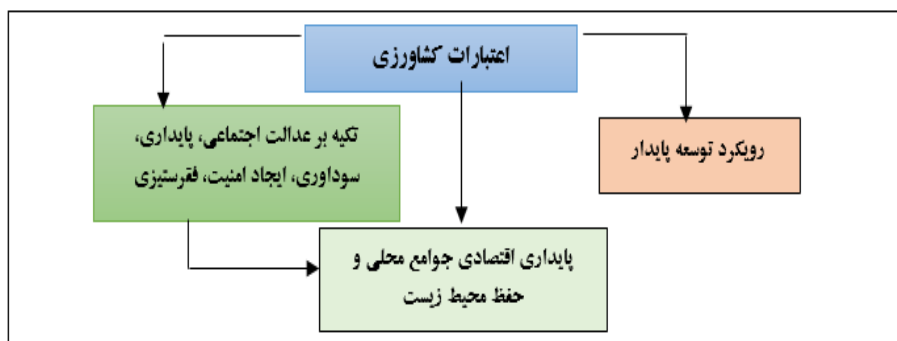 اعتبارات کشاورزی
رویکرد توسعه پایدار
تکیه بر عدالت اجتماعی، پایداری،
سوداوری، ایجاد امنیت، فقرستیزی
پایداری اقتصادی جوامع محلی و
حفظ محیط زیست